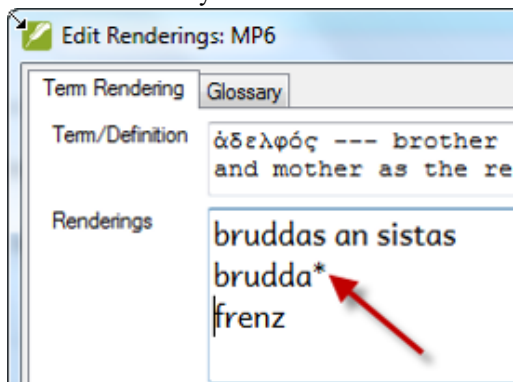 Edit Renderings: MP6
Term Rendering Glossary
Term/Definition
ἀδελφός --- brother
and mother as the re
Renderings
bruddas an sistas
brudda*
frenz